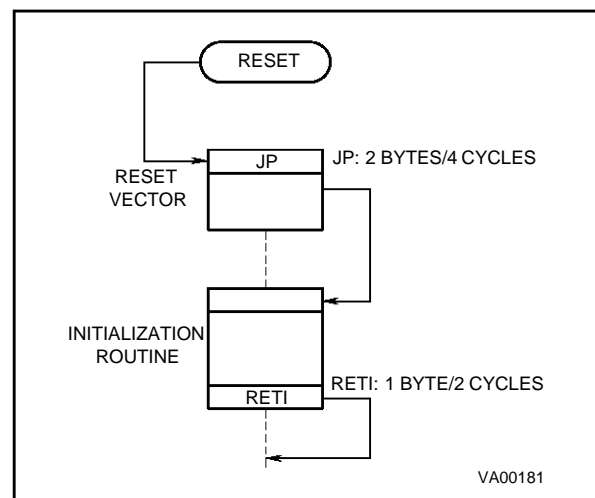 RESET
JP
JP: 2 BYTES/4 CYCLES
RESET
VECTOR
INITIALIZATION
ROUTINE
RETI
RETI: 1 BYTE/2 CYCLES
VA00181